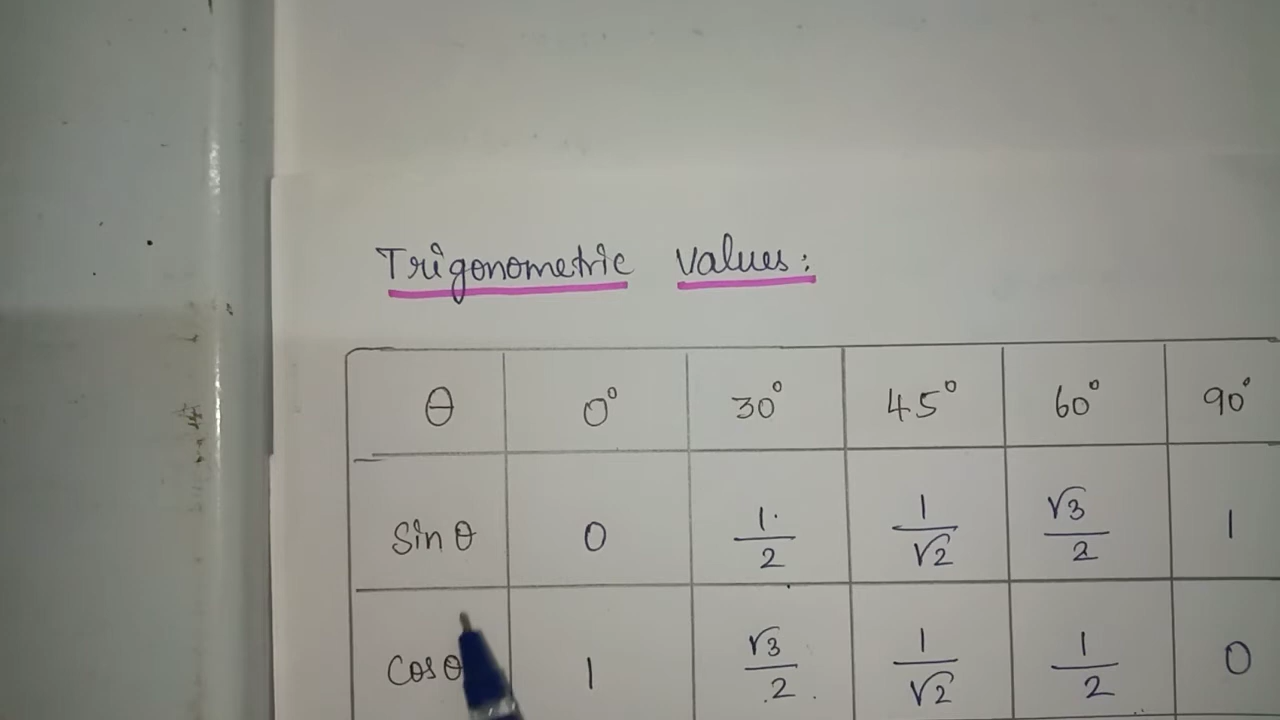 Trigonometric Values:
θ 0° 30° 45° 60° 90°
Sin θ 0 1/2 1/√2 √3/2 1
Cos θ 1 √3/2 1/√2 1/2 0